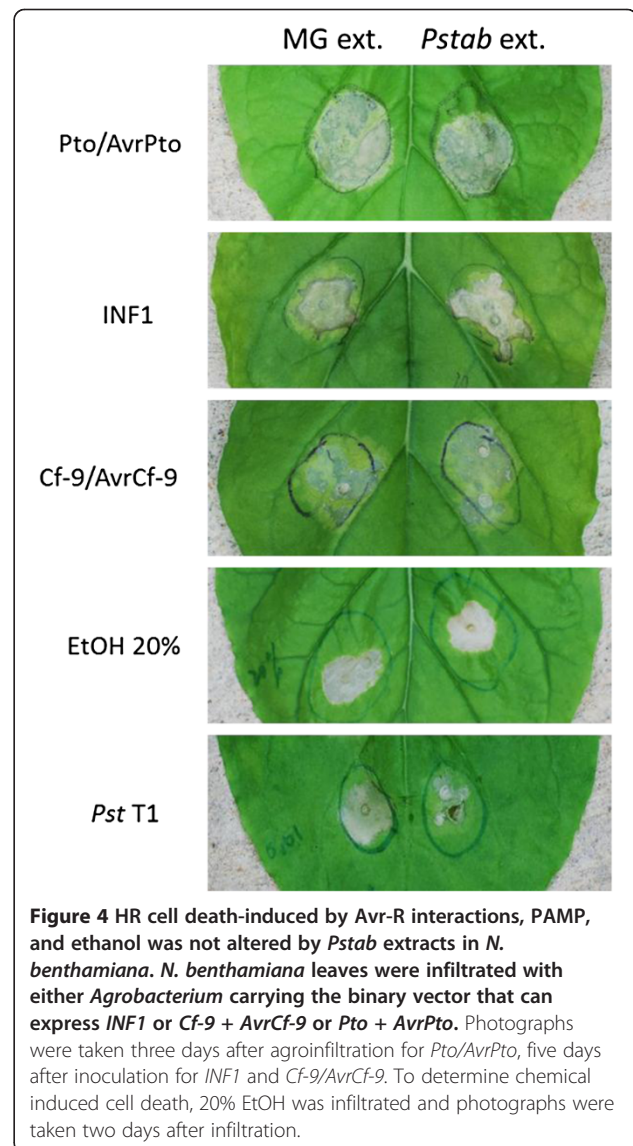 MG ext. Pstab ext.
Pto/AvrPto
INF1
Cf-9/AvrCf-9
EtOH 20%
Pst T1
Figure 4 HR cell death-induced by Avr-R interactions, PAMP,
and ethanol was not altered by Pstab extracts in N.
benthamiana. N. benthamiana leaves were infiltrated with
either Agrobacterium carrying the binary vector that can
express INF1 or Cf-9 + AvrCf-9 or Pto + AvrPto. Photographs
were taken three days after agroinfiltration for Pto/AvrPto, five days
after inoculation for INF1 and Cf-9/AvrCf-9. To determine chemical
induced cell death, 20% EtOH was infiltrated and photographs were
taken two days after infiltration.